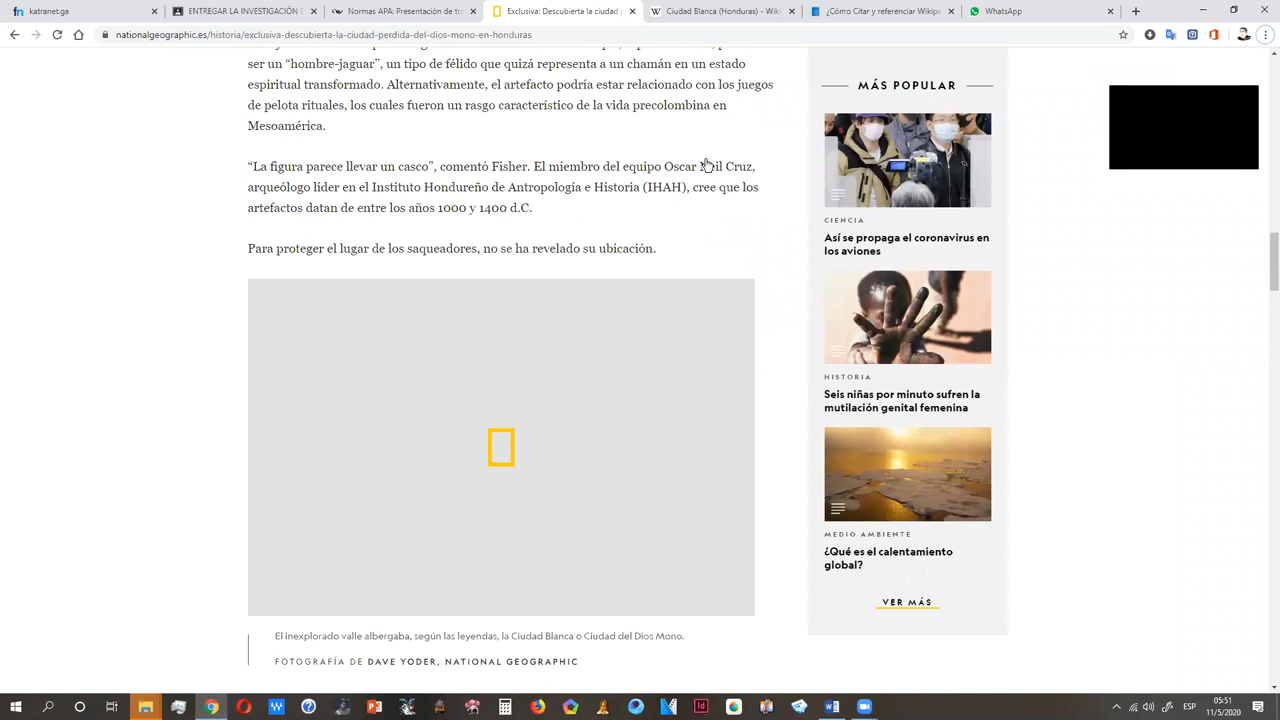 katranet.ga
ENTREGAR LA INVESTIGACIÓN DE
Normas APA: Presentación de tra
Exclusiva: Descubierta la ciudad p
Ciudad Blanca (Honduras) - Wiki
¿Cómo Citar y Referenciar con
WhatsApp
nationalgeographic.es/historia/exclusiva-descubierta-la-ciudad-perdida-del-dios-mono-en-honduras
ser un “hombre-jaguar”, un tipo de félido que quizá representa a un chamán en un estado
espiritual transformado. Alternativamente, el artefacto podría estar relacionado con los juegos
de pelota rituales, los cuales fueron un rasgo característico de la vida precolombina en
Mesoamérica.
“La figura parece llevar un casco”, comentó Fisher. El miembro del equipo Oscar Cruz,
arqueólogo líder en el Instituto Hondureño de Antropología e Historia (IHAH), cree que los
artefactos datan de entre los años 1000 y 1400 d.C.
Para proteger el lugar de los saqueadores, no se ha revelado su ubicación.
El inexplorado valle albergaba, según las leyendas, la Ciudad Blanca o Ciudad del Dios Mono.
FOTOGRAFÍA DE DAVE YODER, NATIONAL GEOGRAPHIC
MÁS POPULAR
CIENCIA
Así se propaga el coronavirus en
los aviones
HISTORIA
Seis niñas por minuto sufren la
mutilación genital femenina
MEDIO AMBIENTE
¿Qué es el calentamiento
global?
VER MÁS
ESP
05:51
11/5/2020